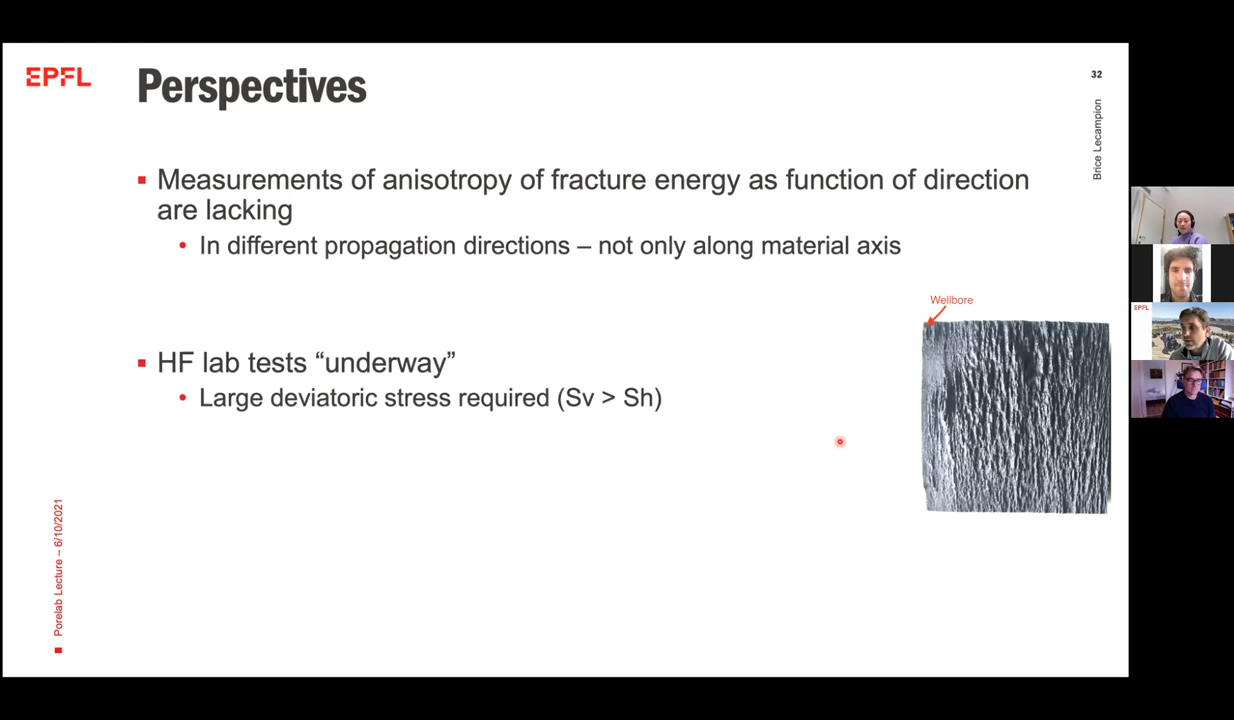 EPFL
Perspectives
32
Brice Lecampion
▪ Measurements of anisotropy of fracture energy as function of direction
are lacking
• In different propagation directions – not only along material axis
Wellbore
▪ HF lab tests “underway”
• Large deviatoric stress required (Sv > Sh)
▪ Porelab Lecture – 6/10/2021
EPFL